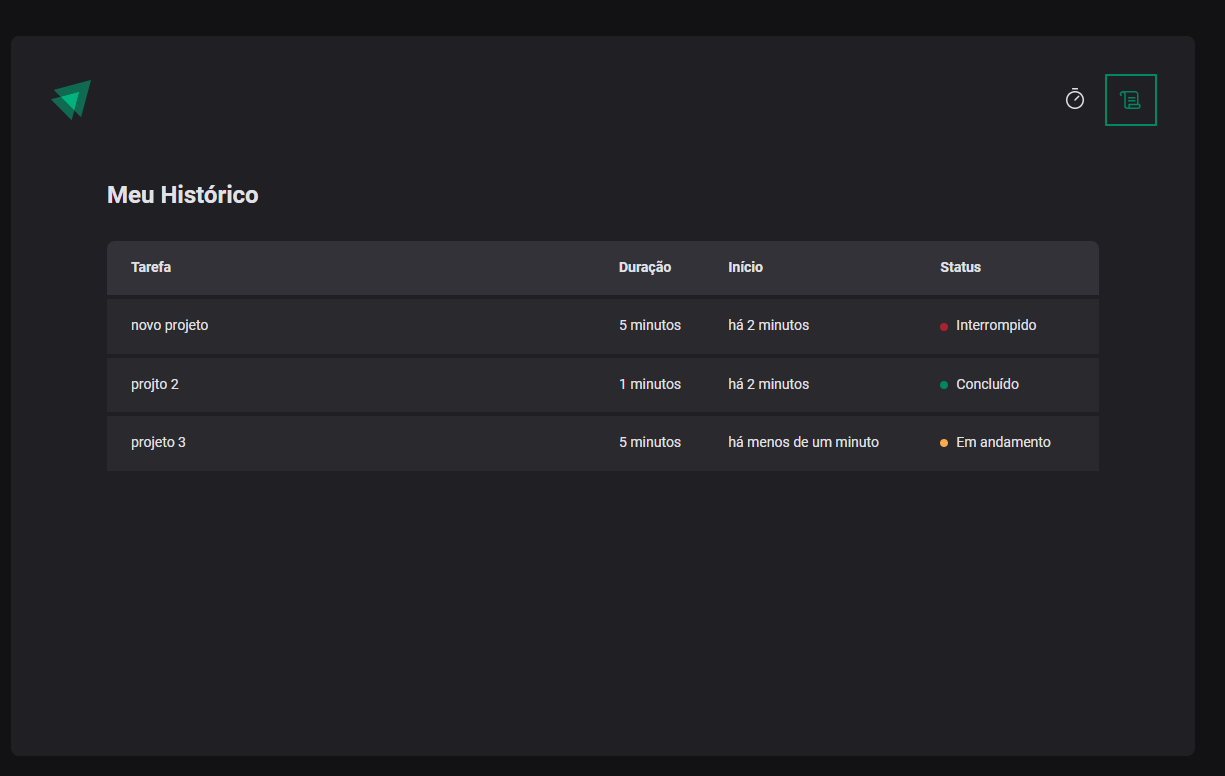 Meu Histórico
Tarefa Duração Início Status
novo projeto 5 minutos há 2 minutos Interrompido
projto 2 1 minutos há 2 minutos Concluído
projeto 3 5 minutos há menos de um minuto Em andamento